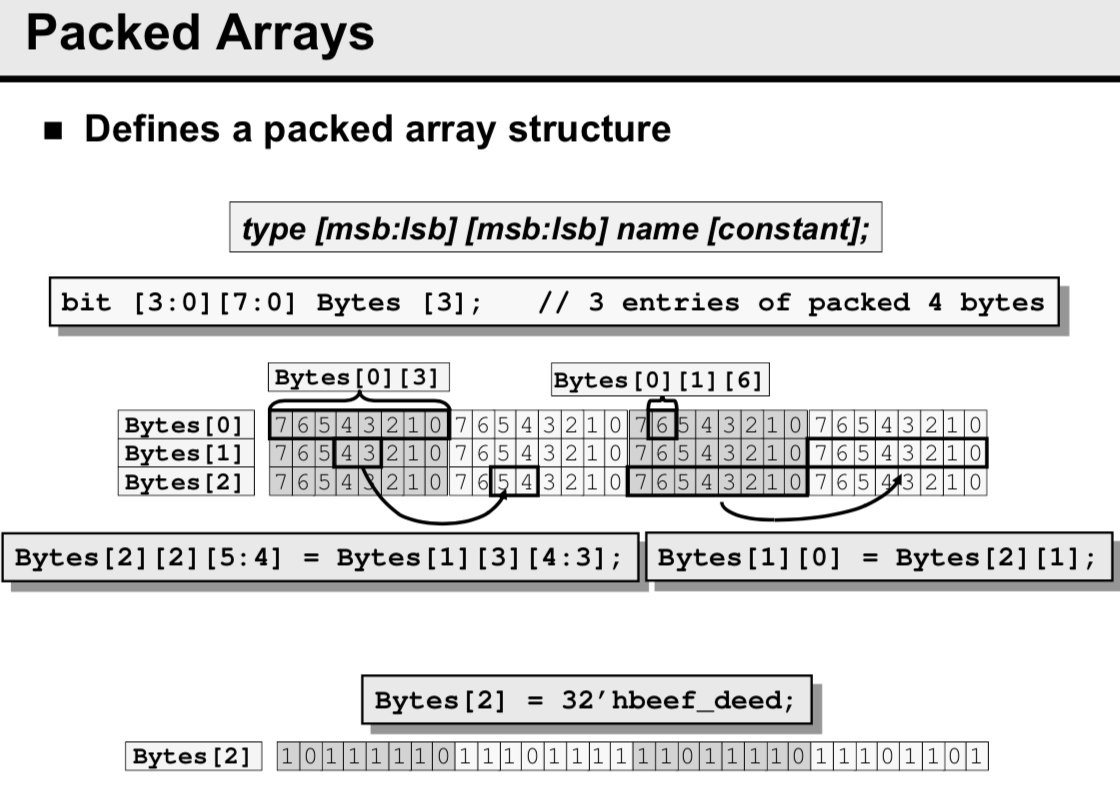 Packed Arrays
■ Defines a packed array structure
type [msb:lsb] [msb:lsb] name [constant];
bit [3:0][7:0] Bytes [3];   // 3 entries of packed 4 bytes
Bytes[0][3] Bytes[0][1][6]
Bytes[0] 7 6 5 4 3 2 1 0 7 6 5 4 3 2 1 0 7 6 5 4 3 2 1 0 7 6 5 4 3 2 1 0
Bytes[1] 7 6 5 4 3 2 1 0 7 6 5 4 3 2 1 0 7 6 5 4 3 2 1 0 7 6 5 4 3 2 1 0
Bytes[2] 7 6 5 4 3 2 1 0 7 6 5 4 3 2 1 0 7 6 5 4 3 2 1 0 7 6 5 4 3 2 1 0
Bytes[2][2][5:4] = Bytes[1][3][4:3]; Bytes[1][0] = Bytes[2][1];
Bytes[2] = 32’hbeef_deed;
Bytes[2] 1 0 1 1 1 1 1 0 1 1 1 0 1 1 1 1 1 1 0 1 1 1 1 0 1 1 1 0 1 1 0 1